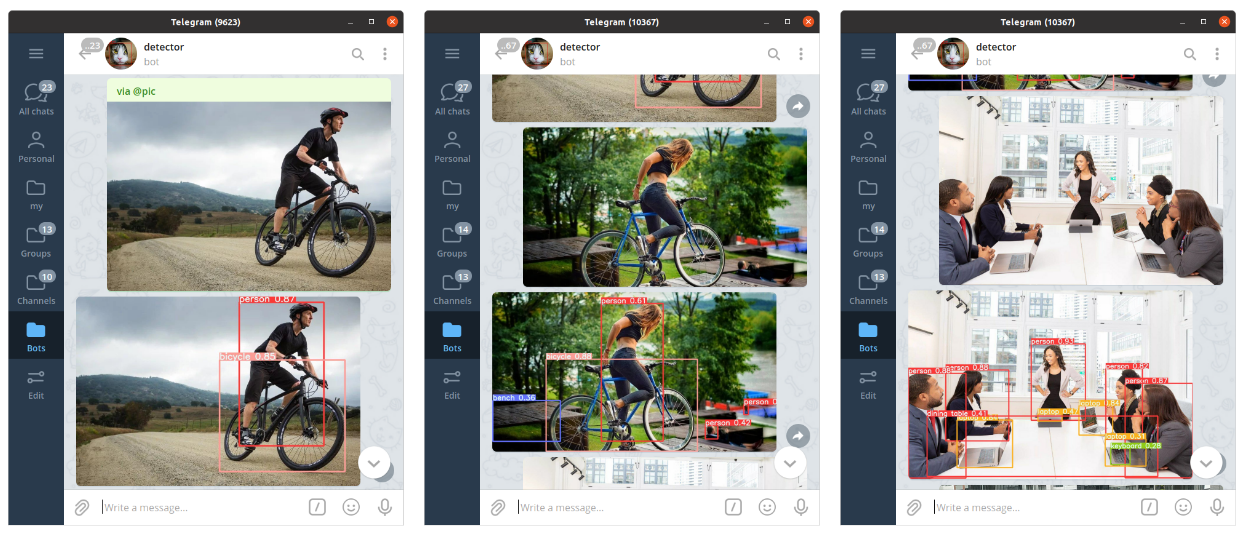 Telegram (9623)
..23
detector
bot
23
All chats
Personal
my
13
Groups
10
Channels
Bots
Edit
via @pic
person 0.87
bicycle 0.85
Write a message...
Telegram (10367)
..67
detector
bot
27
All chats
Personal
my
14
Groups
13
Channels
Bots
Edit
person 0.61
bicycle 0.86
bench 0.36
person
person 0.42
Write a message...
Telegram (10367)
..67
detector
bot
27
All chats
Personal
my
14
Groups
13
Channels
Bots
Edit
person 0.93
person 0.88
person 0.82
person 0.87
laptop 0.84
dining table 0.41
laptop 0.47
laptop 0.31
keyboard 0.28
Write a message...